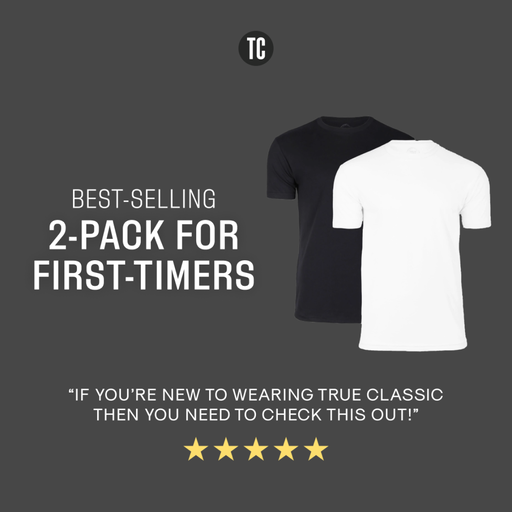 TC
BEST-SELLING
2-PACK FOR
FIRST-TIMERS
“IF YOU’RE NEW TO WEARING TRUE CLASSIC
THEN YOU NEED TO CHECK THIS OUT!”